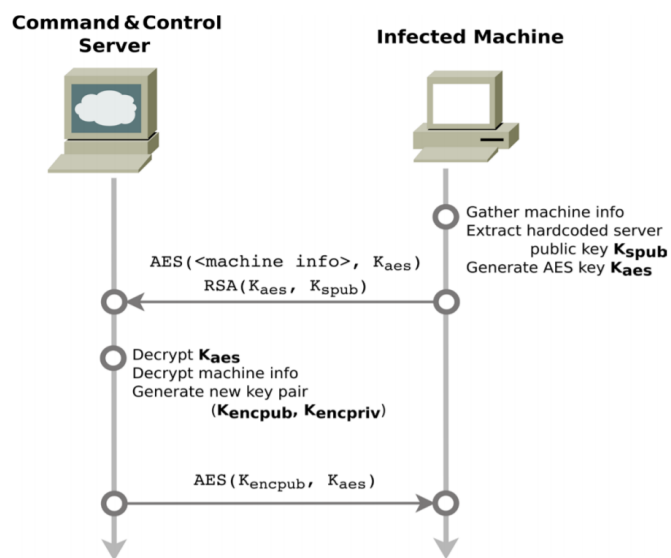 Command & Control
Server
Infected Machine
Gather machine info
Extract hardcoded server
public key Kspub
Generate AES key Kaes
AES(<machine info>, Kaes)
RSA(Kaes, Kspub)
Decrypt Kaes
Decrypt machine info
Generate new key pair
(Kencpub, Kencpriv)
AES(Kencpub, Kaes)